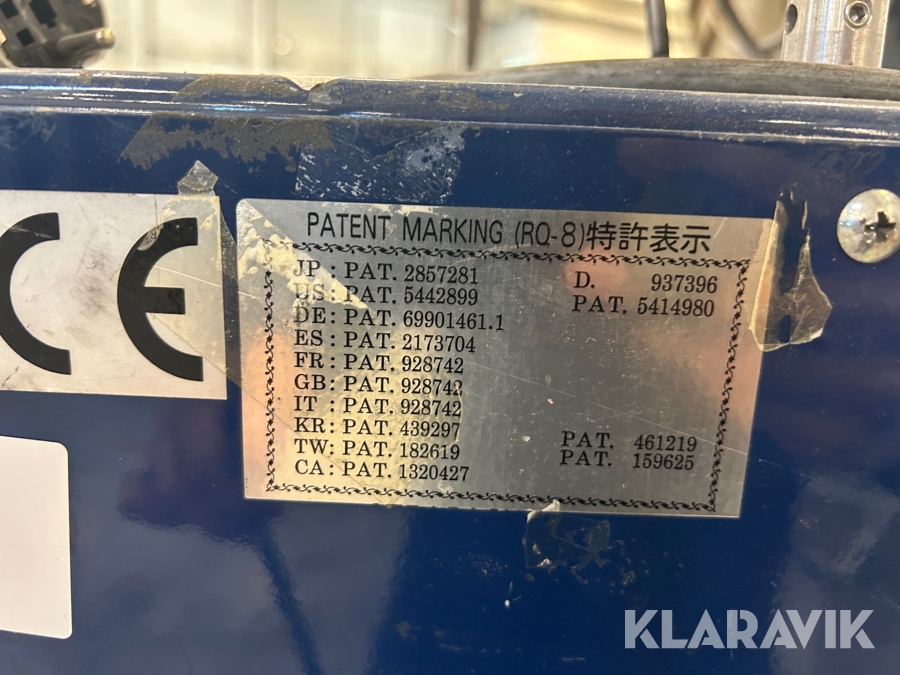 CE
PATENT MARKING (RQ-8)特許表示
JP : PAT. 2857281 D. 937396
US: PAT. 5442899 PAT. 5414980
DE: PAT. 69901461.1
ES : PAT. 2173704
FR : PAT. 928742
GB: PAT. 928742
IT : PAT. 928742
KR: PAT. 439297 PAT. 461219
TW: PAT. 182619 PAT. 159625
CA : PAT. 1320427
KLARAVIK